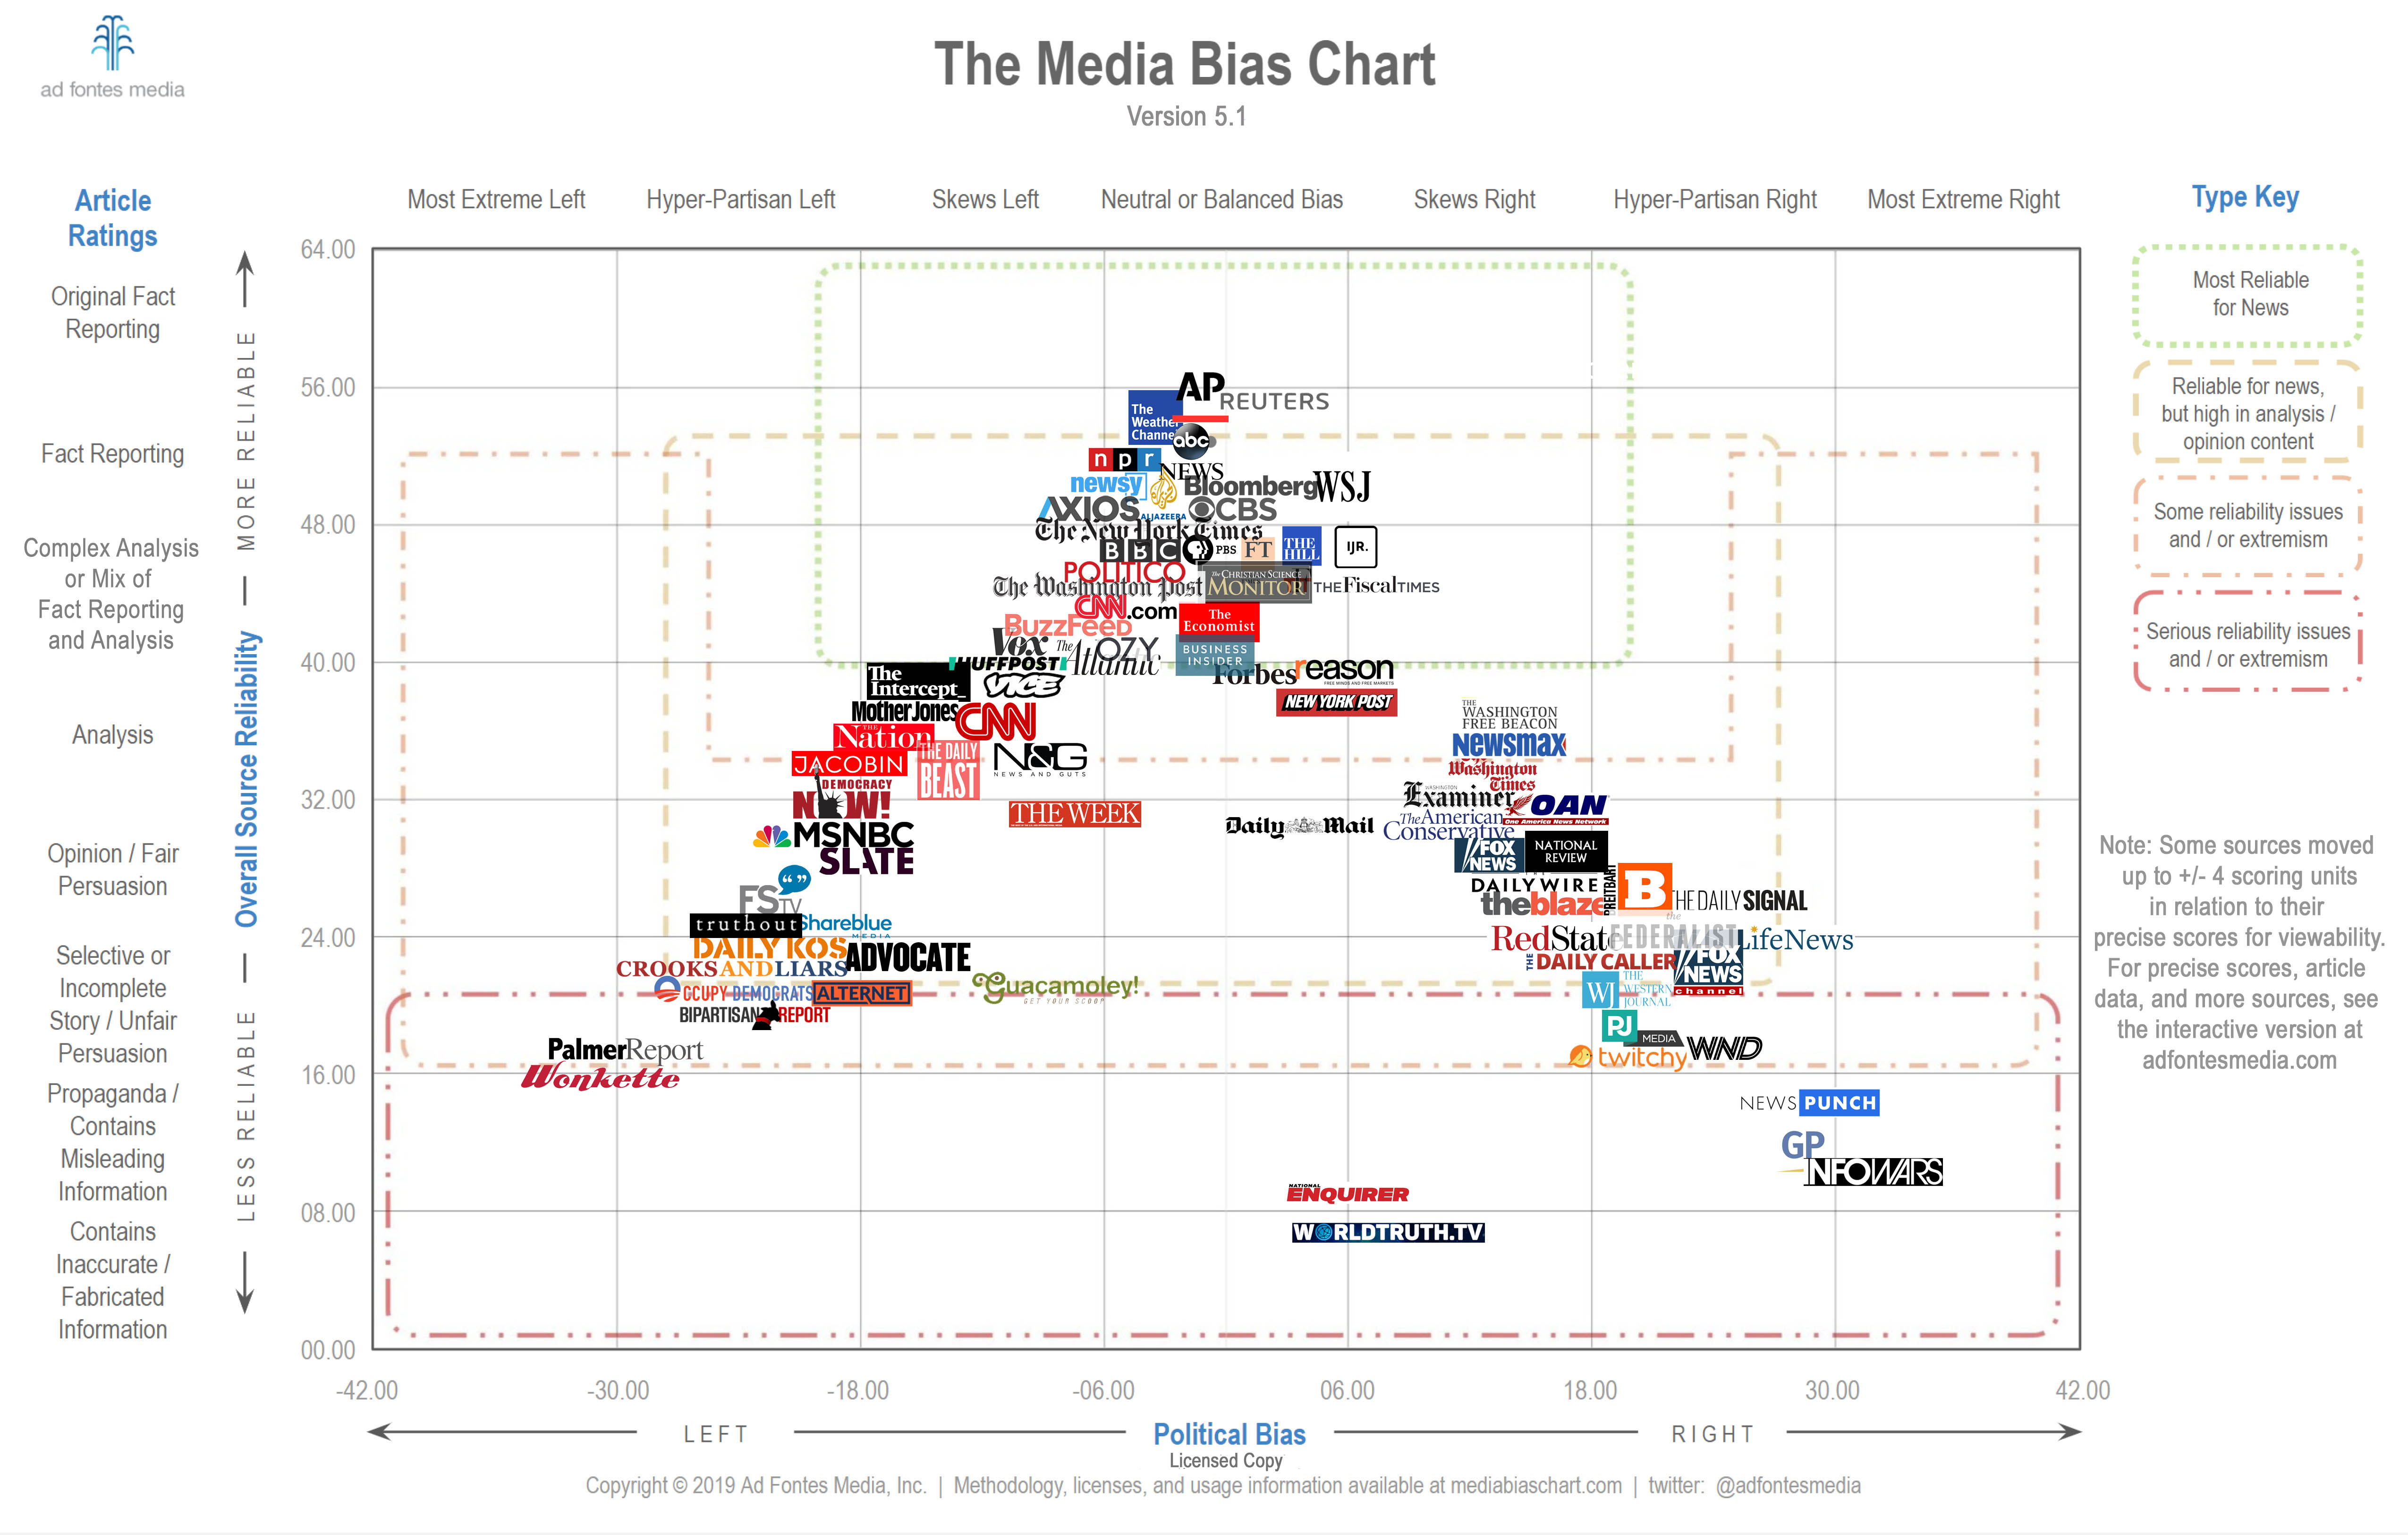 ad fontes media
The Media Bias Chart
Version 5.1
Article
Ratings
Most Extreme Left
Hyper-Partisan Left
Skews Left
Neutral or Balanced Bias
Skews Right
Hyper-Partisan Right
Most Extreme Right
Type Key
Original Fact
Reporting
Fact Reporting
Complex Analysis
or Mix of
Fact Reporting
and Analysis
Analysis
Opinion / Fair
Persuasion
Selective or
Incomplete
Story / Unfair
Persuasion
Propaganda /
Contains
Misleading
Information
Contains
Inaccurate /
Fabricated
Information
MORE RELIABLE
Overall Source Reliability
LESS RELIABLE
64.00
56.00
48.00
40.00
32.00
24.00
16.00
08.00
00.00
AP
REUTERS
The
Weather
Channel
abc
NEWS
npr
newsy
ALJAZEERA
Bloomberg
WSJ
AXIOS
CBS
The New York Times
BBC
PBS
FT
THE
HILL
IJR.
POLITICO
The Washington Post
The CHRISTIAN SCIENCE
MONITOR
THE FISCAL TIMES
CNN.com
The
Economist
BuzzFeed
Vox
The
Atlantic
OZY
BUSINESS
INSIDER
HUFFPOST
Forbes
reason
FREE MINDS AND FREE MARKETS
The
Intercept_
VICE
NEW YORK POST
Mother Jones
CNN
THE
WASHINGTON
FREE BEACON
THE
Nation
Newsmax
JACOBIN
THE DAILY
BEAST
N&G
NEWS AND GUTS
Washington
Times
DEMOCRACY
NOW!
THE WEEK
WASHINGTON
Examiner
OAN
One America News Network
Daily Mail
The American
Conservative
MSNBC
SLATE
FOX
NEWS
NATIONAL
REVIEW
FSTV
DAILY WIRE
BREITBART
B
theblaze
THE DAILY SIGNAL
truthout
Shareblue
MEDIA
RedState
the
FEDERALIST
LifeNews
DAILY KOS
ADVOCATE
THE
DAILY CALLER
FOX
NEWS
channel
CROOKS AND LIARS
OCCUPY DEMOCRATS
ALTERNET
Guacamoley!
GET YOUR SCOOP
WJ
THE
WESTERN
JOURNAL
BIPARTISAN REPORT
PJ
MEDIA
PalmerReport
twitchy
WND
Wonkette
NEWS PUNCH
GP
INFOWARS
NATIONAL
ENQUIRER
WORLDTRUTH.TV
Most Reliable
for News
Reliable for news,
but high in analysis /
opinion content
Some reliability issues
and / or extremism
Serious reliability issues
and / or extremism
Note: Some sources moved
up to +/- 4 scoring units
in relation to their
precise scores for viewability.
For precise scores, article
data, and more sources, see
the interactive version at
adfontesmedia.com
-42.00
-30.00
-18.00
-06.00
06.00
18.00
30.00
42.00
LEFT
Political Bias
RIGHT
Licensed Copy
Copyright © 2019 Ad Fontes Media, Inc. | Methodology, licenses, and usage information available at mediabiaschart.com | twitter: @adfontesmedia